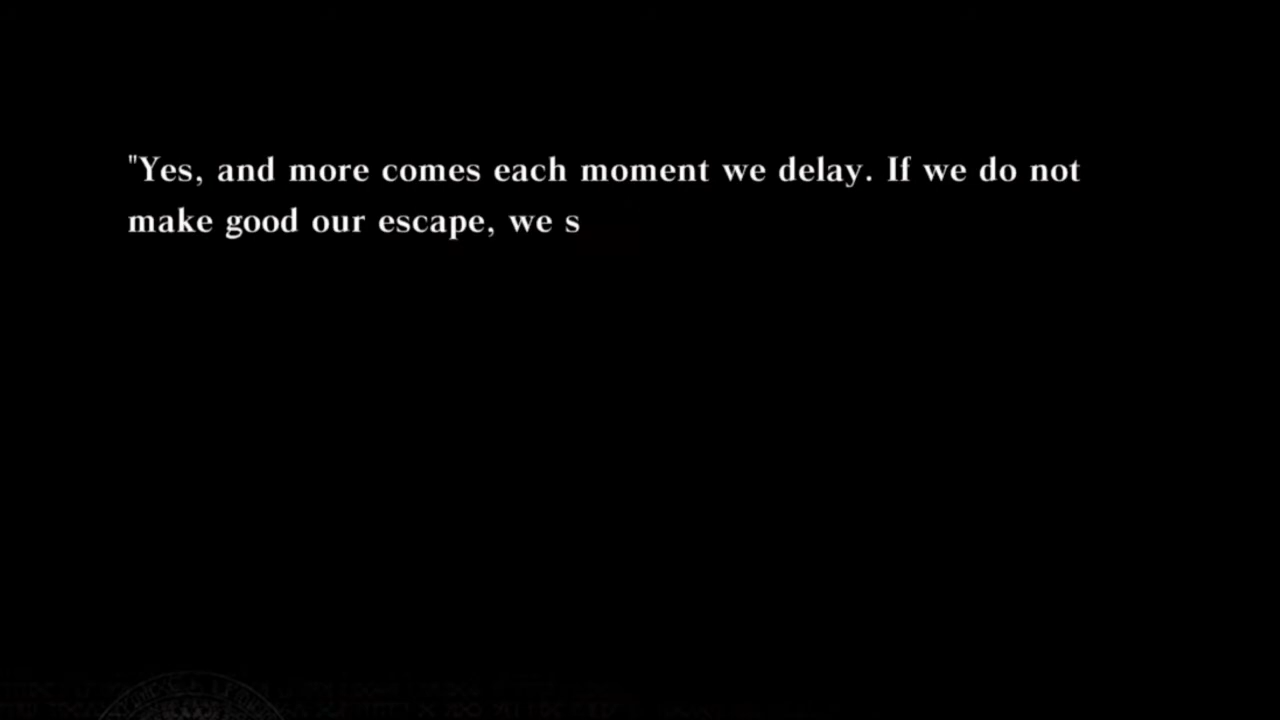 "Yes, and more comes each moment we delay. If we do not
make good our escape, we s